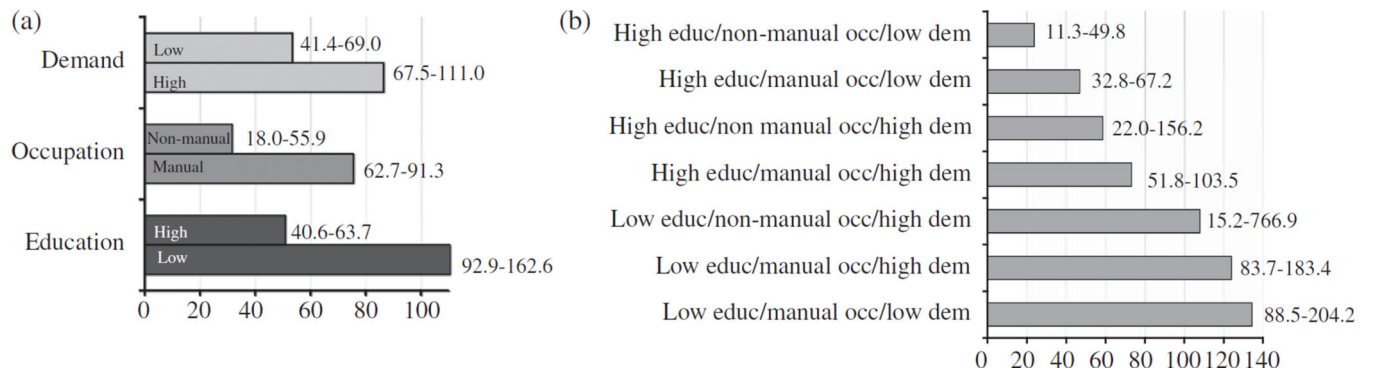 (a)
Demand
Low 41.4-69.0
High 67.5-111.0
Occupation
Non-manual 18.0-55.9
Manual 62.7-91.3
Education
High 40.6-63.7
Low 92.9-162.6
0 20 40 60 80 100
(b)
High educ/non-manual occ/low dem 11.3-49.8
High educ/manual occ/low dem 32.8-67.2
High educ/non manual occ/high dem 22.0-156.2
High educ/manual occ/high dem 51.8-103.5
Low educ/non-manual occ/high dem 15.2-766.9
Low educ/manual occ/high dem 83.7-183.4
Low educ/manual occ/low dem 88.5-204.2
0 20 40 60 80 100 120 140